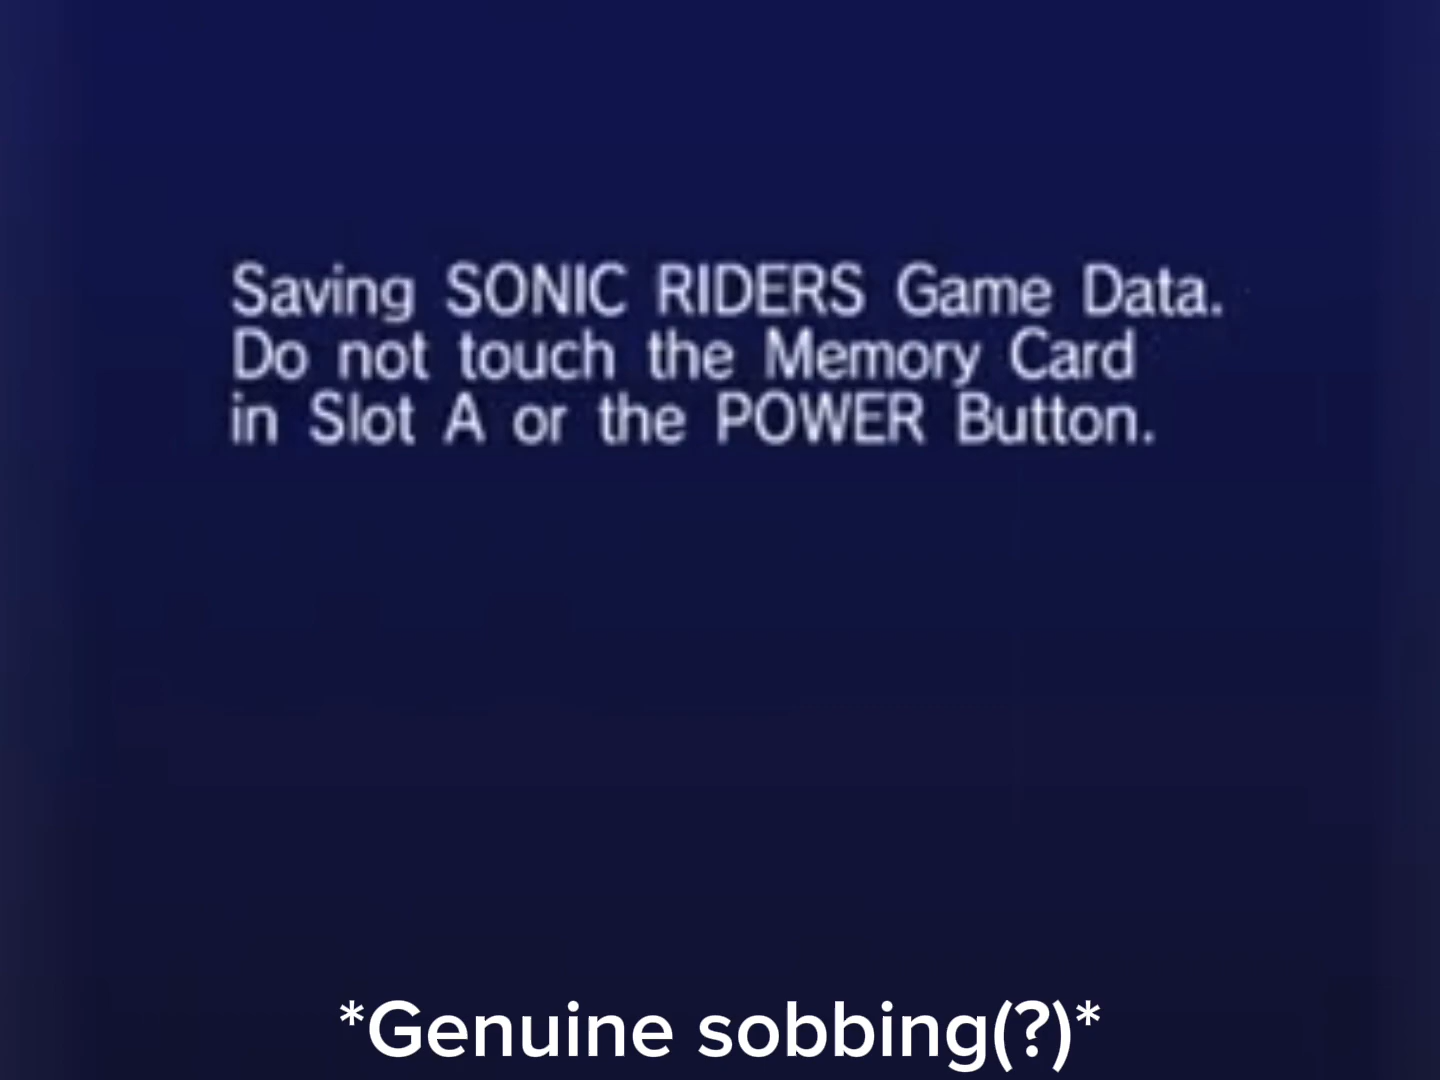 Saving SONIC RIDERS Game Data.
Do not touch the Memory Card
in Slot A or the POWER Button.
*Genuine sobbing(?)*